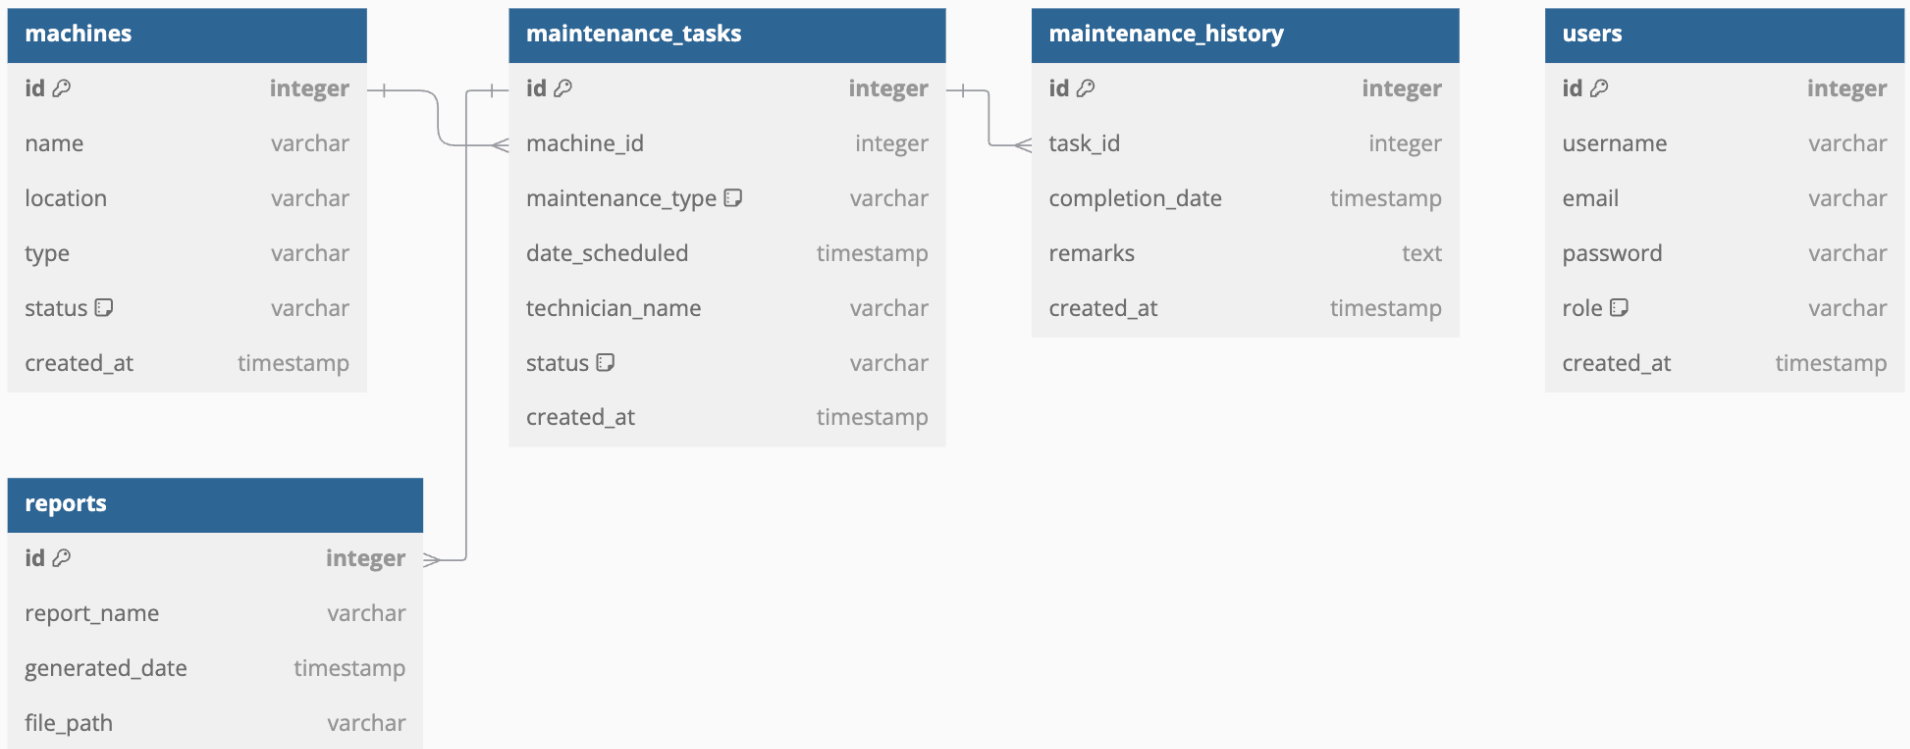 machines
id integer
name varchar
location varchar
type varchar
status varchar
created_at timestamp
maintenance_tasks
id integer
machine_id integer
maintenance_type varchar
date_scheduled timestamp
technician_name varchar
status varchar
created_at timestamp
maintenance_history
id integer
task_id integer
completion_date timestamp
remarks text
created_at timestamp
users
id integer
username varchar
email varchar
password varchar
role varchar
created_at timestamp
reports
id integer
report_name varchar
generated_date timestamp
file_path varchar